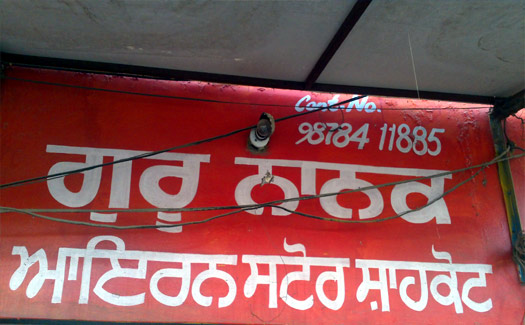 Cont. No.
98784 11885
ਗੁਰੂ ਨਾਨਕ
ਆਇਰਨ ਸਟੋਰ ਸ਼ਾਹਕੋਟ